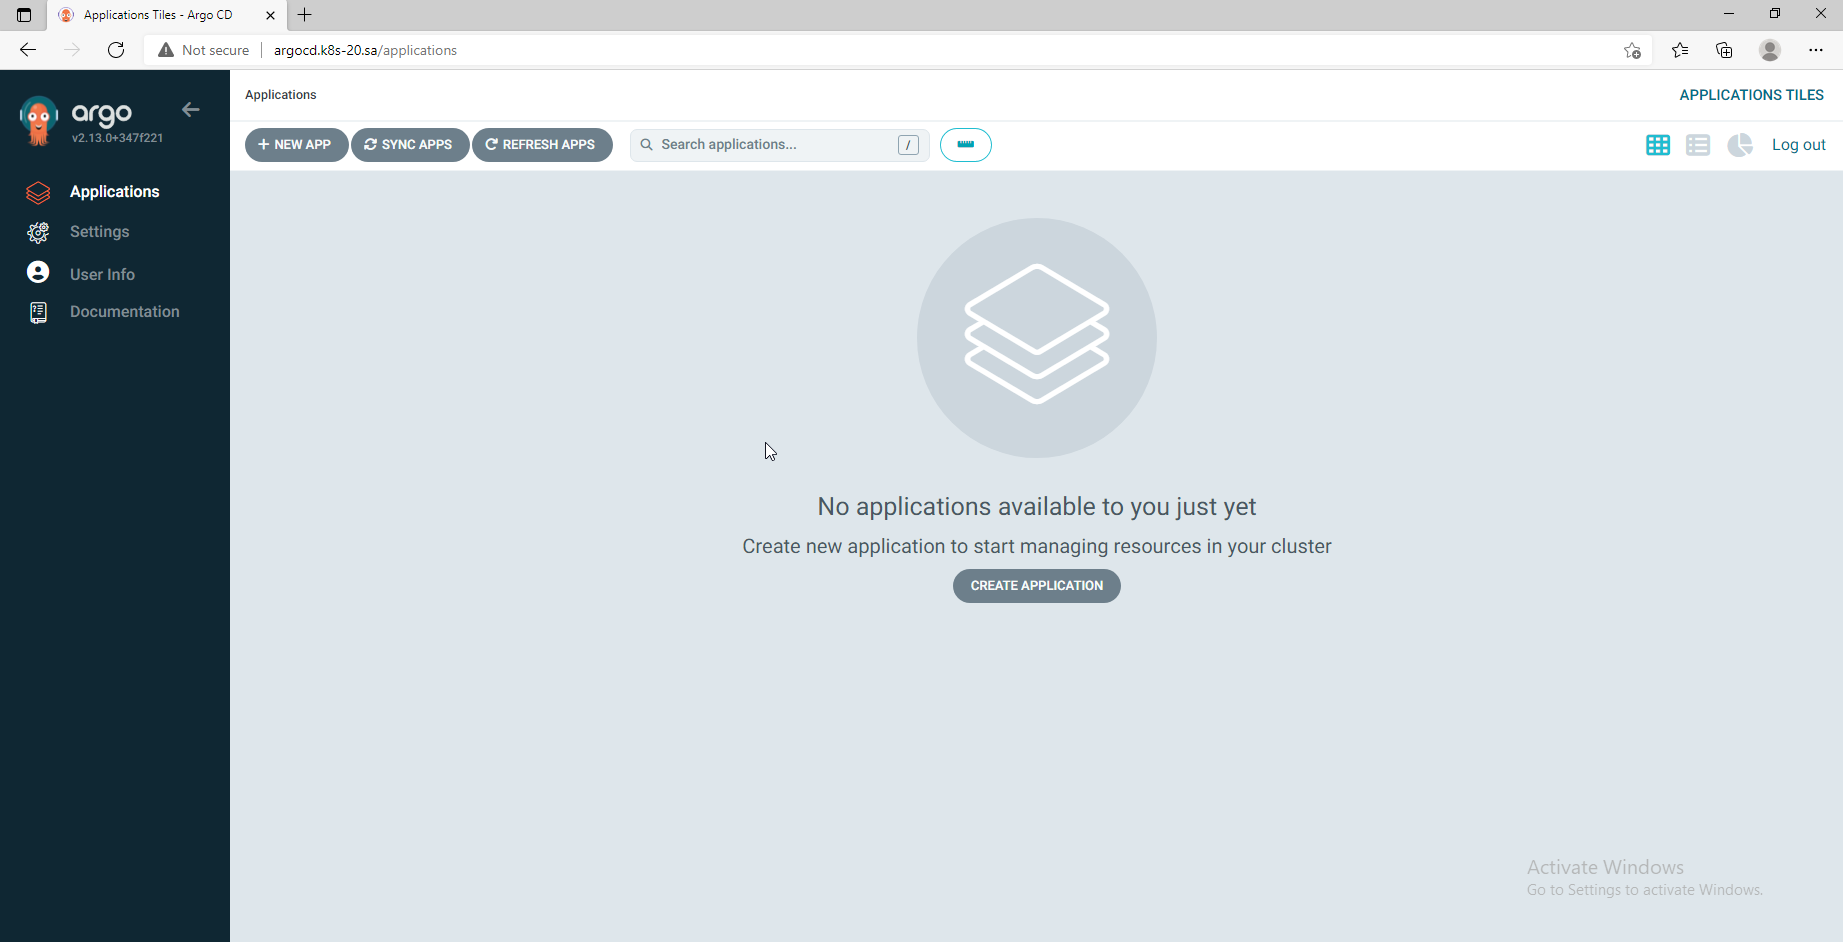 Applications Tiles - Argo CD
Not secure
argocd.k8s-20.sa/applications
argo
v2.13.0+347f221
Applications
Settings
User Info
Documentation
Applications
APPLICATIONS TILES
+ NEW APP
SYNC APPS
REFRESH APPS
Search applications...
/
Log out
No applications available to you just yet
Create new application to start managing resources in your cluster
CREATE APPLICATION
Activate Windows
Go to Settings to activate Windows.